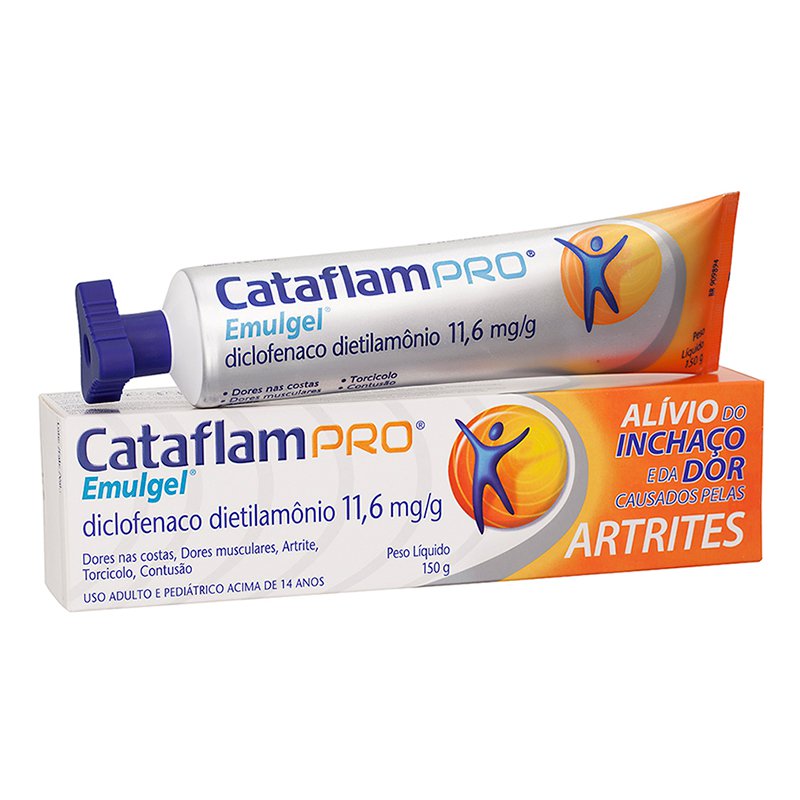 CataflamPRO®
Emulgel®
diclofenaco dietilamônio 11,6 mg/g
• Dores nas costas • Torcicolo
• Dores musculares • Contusão
Peso
Líquido
150 g
BR 909894
CataflamPRO®
Emulgel®
diclofenaco dietilamônio 11,6 mg/g
Dores nas costas, Dores musculares, Artrite,
Torcicolo, Contusão
USO ADULTO E PEDIÁTRICO ACIMA DE 14 ANOS
Peso Líquido
150 g
ALÍVIO DO
INCHAÇO
E DA DOR
CAUSADOS PELAS
ARTRITES